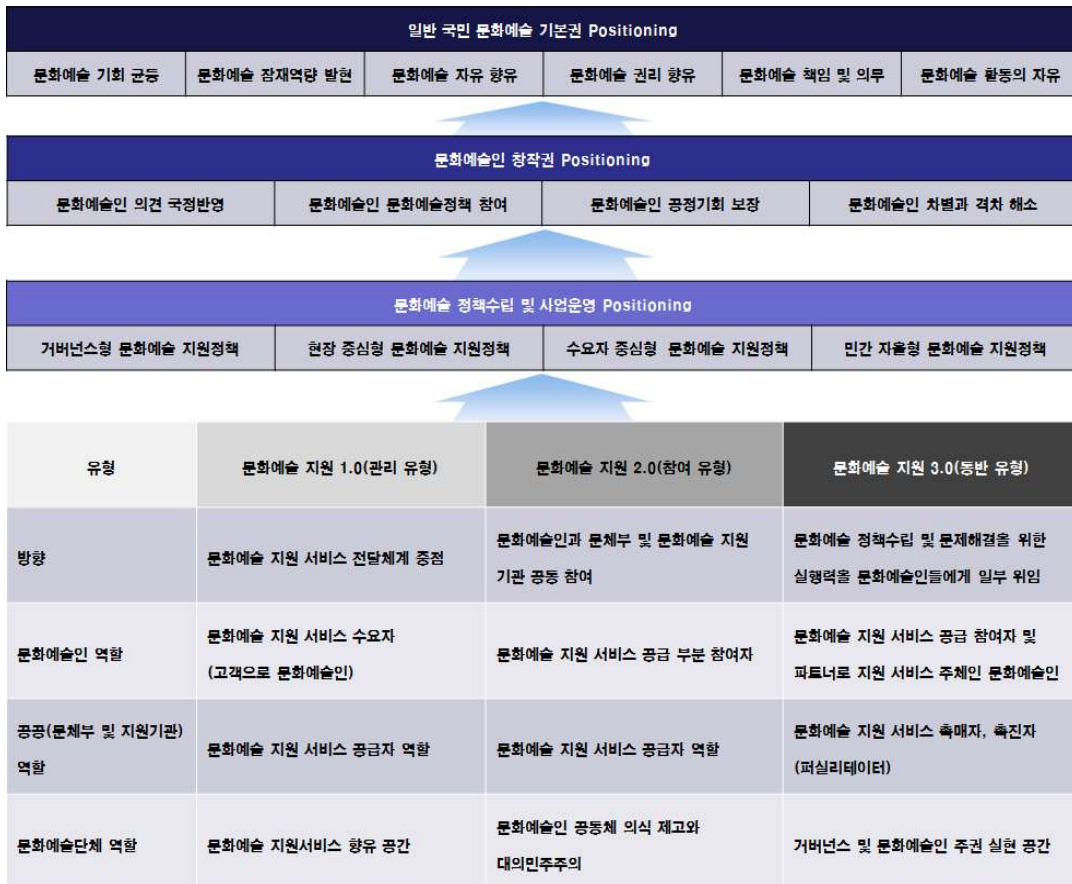 일반 국민 문화예술 기본권 Positioning
문화예술 기회 균등
문화예술 잠재역량 발현
문화예술 자유 향유
문화예술 권리 향유
문화예술 책임 및 의무
문화예술 활동의 자유
문화예술인 창작권 Positioning
문화예술인 의견 국정반영
문화예술인 문화예술정책 참여
문화예술인 공정기회 보장
문화예술인 차별과 격차 해소
문화예술 정책수립 및 사업운영 Positioning
거버넌스형 문화예술 지원정책
현장 중심형 문화예술 지원정책
수요자 중심형 문화예술 지원정책
민간 자율형 문화예술 지원정책
유형
문화예술 지원 1.0(관리 유형)
문화예술 지원 2.0(참여 유형)
문화예술 지원 3.0(동반 유형)
방향
문화예술 지원 서비스 전달체계 중점
문화예술인과 문체부 및 문화예술 지원
기관 공동 참여
문화예술 정책수립 및 문제해결을 위한
실행력을 문화예술인들에게 일부 위임
문화예술인 역할
문화예술 지원 서비스 수요자
(고객으로 문화예술인)
문화예술 지원 서비스 공급 부분 참여자
문화예술 지원 서비스 공급 참여자 및
파트너로 지원 서비스 주체인 문화예술인
공공(문체부 및 지원기관)
역할
문화예술 지원 서비스 공급자 역할
문화예술 지원 서비스 공급자 역할
문화예술 지원 서비스 촉매자, 촉진자
(퍼실리테이터)
문화예술단체 역할
문화예술 지원서비스 향유 공간
문화예술인 공동체 의식 제고와
대의민주주의
거버넌스 및 문화예술인 주권 실현 공간